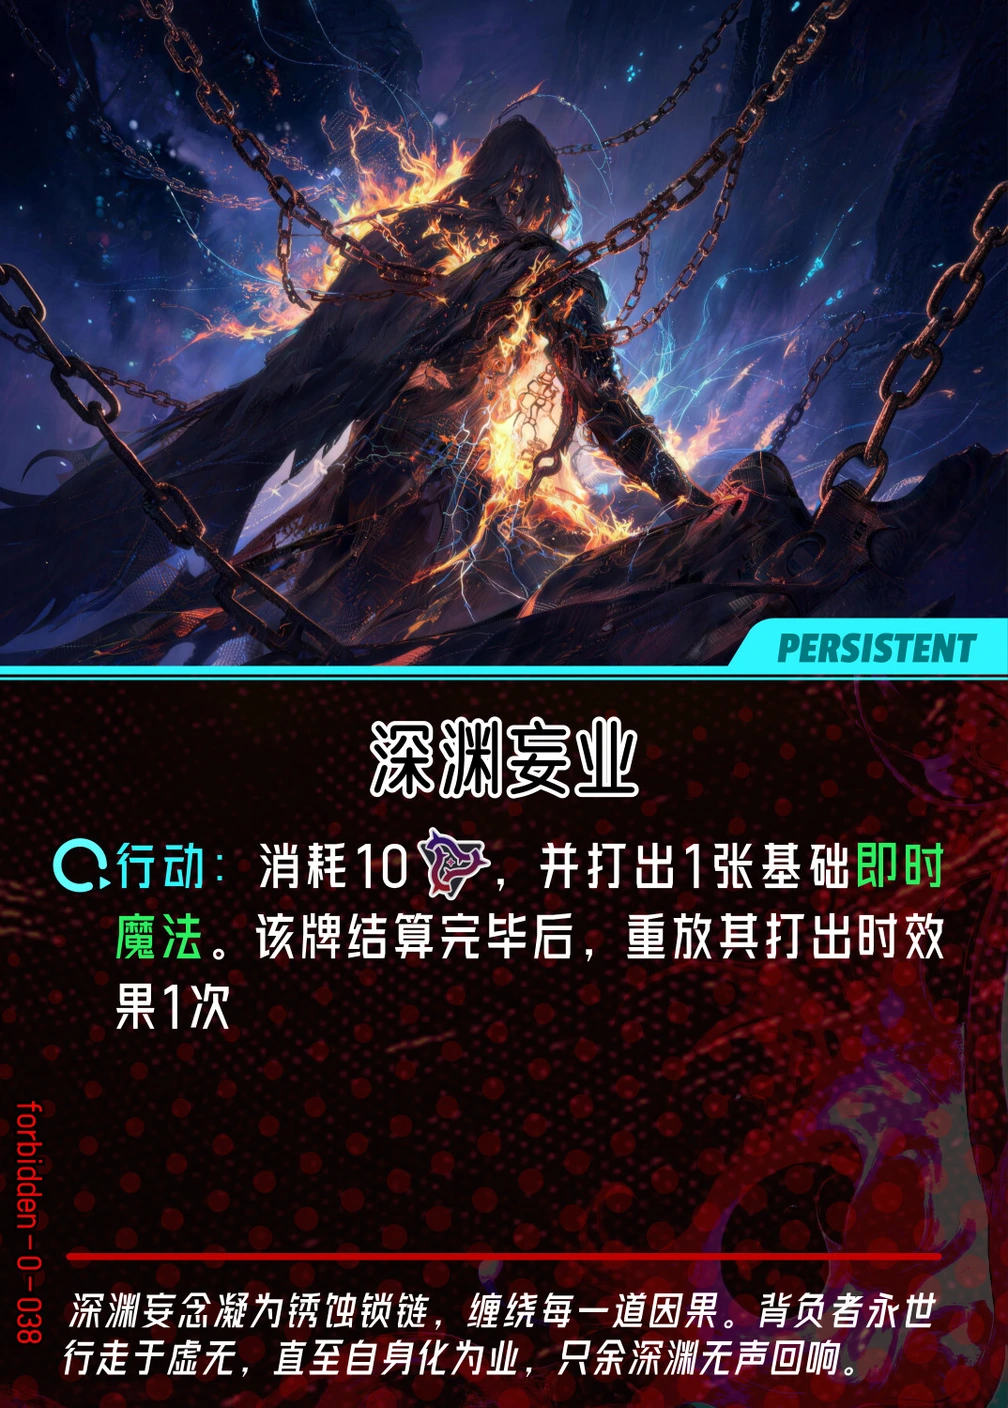 PERSISTENT
深渊妄业
行动：消耗10，并打出1张基础即时
魔法。该牌结算完毕后，重放其打出时效
果1次
forbidden-0-038
深渊妄念凝为锈蚀锁链，缠绕每一道因果。背负者永世
行走于虚无，直至自身化为业，只余深渊无声回响。